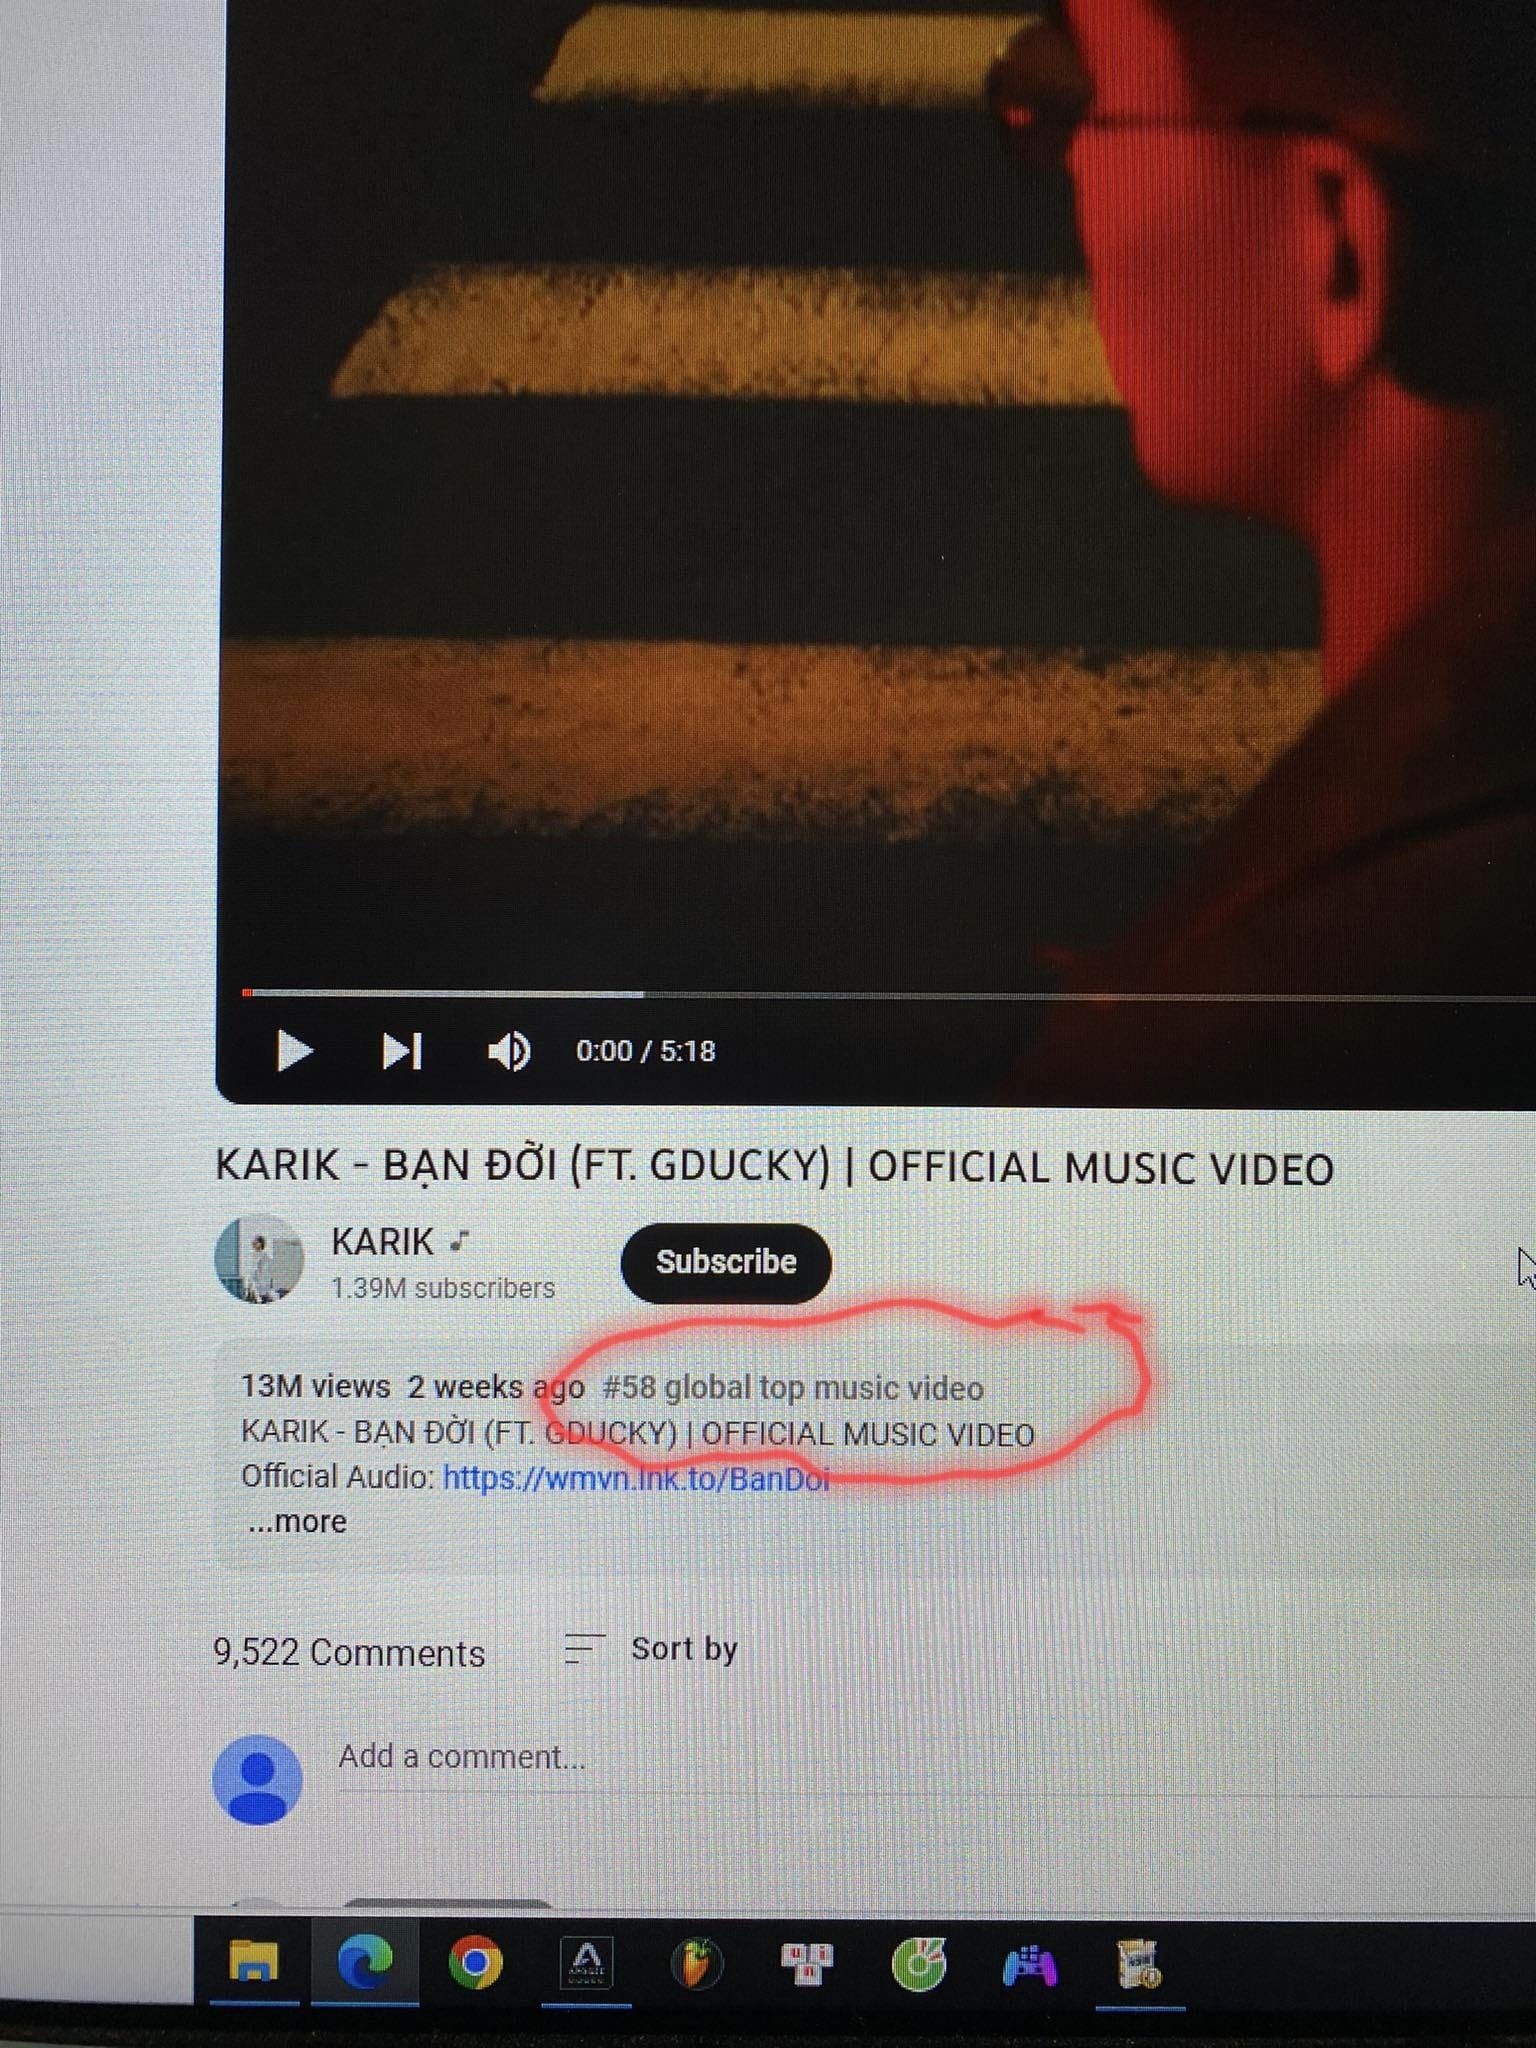 0:00 / 5:18
KARIK - BẠN ĐỜI (FT. GDUCKY) | OFFICIAL MUSIC VIDEO
KARIK
1.39M subscribers
Subscribe
13M views 2 weeks ago #58 global top music video
KARIK - BẠN ĐỜI (FT. GDUCKY) | OFFICIAL MUSIC VIDEO
Official Audio: https://wmvn.lnk.to/BanDoi
...more
9,522 Comments
Sort by
Add a comment...
u n i